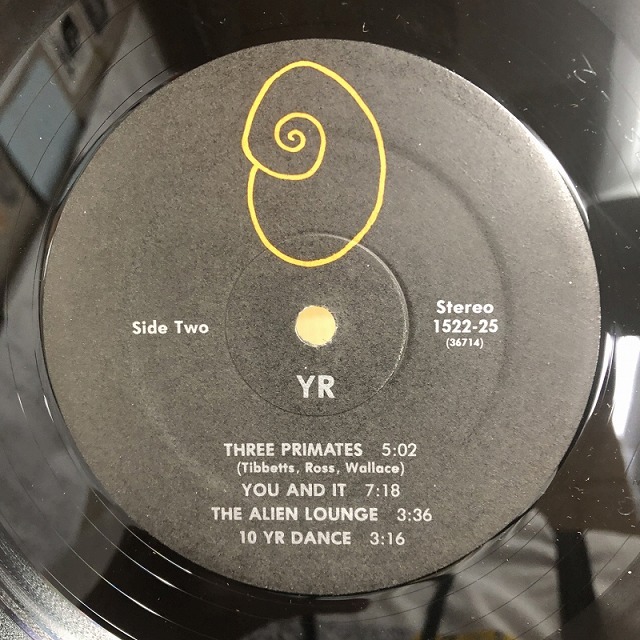 Side Two
Stereo
1522-25
(36714)
YR
THREE PRIMATES 5:02
(Tibbetts, Ross, Wallace)
YOU AND IT 7:18
THE ALIEN LOUNGE 3:36
10 YR DANCE 3:16